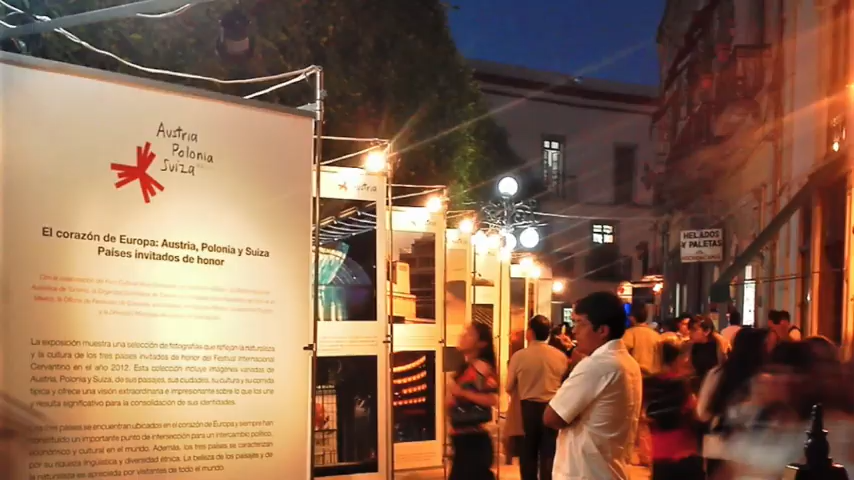 Austria
Polonia
Suiza
El corazón de Europa: Austria, Polonia y Suiza
Países invitados de honor
La exposición muestra una selección de fotografías que reflejan la naturaleza
y la cultura de los tres países invitados de honor del Festival Internacional
Cervantino en el año 2012. Esta colección incluye imágenes variadas de
Austria, Polonia y Suiza, de sus paisajes, sus ciudades, su cultura y su comida
típica y ofrece una visión extraordinaria e impresionante sobre lo que los une
y resulta significativo para la consolidación de sus identidades.
Los tres países se encuentran ubicados en el corazón de Europa y siempre han
constituido un importante punto de intersección para un intercambio político,
económico y cultural en el mundo. Además, los tres países se caracterizan
por su riqueza lingüística y diversidad étnica. La belleza de los paisajes y de
la naturaleza es apreciada por visitantes de todo el mundo.
Austria
HELADOS
Y PALETAS